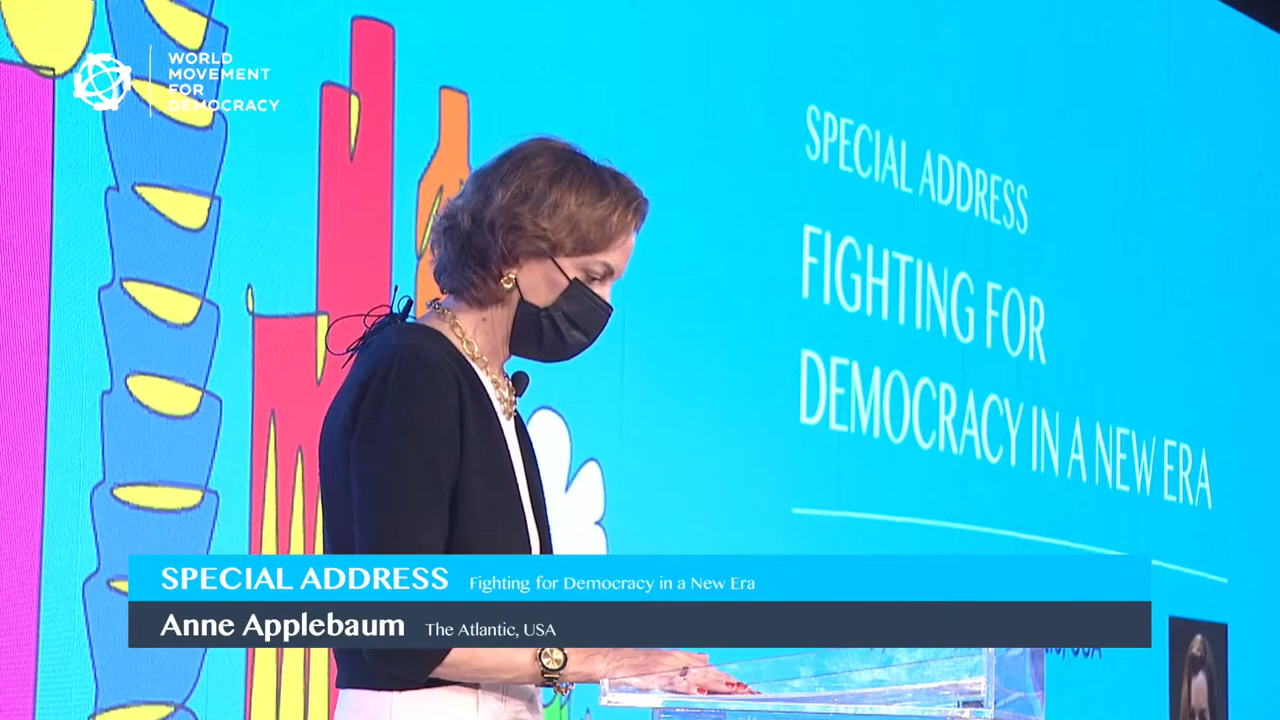 WORLD
MOVEMENT
FOR
DEMOCRACY
SPECIAL ADDRESS
FIGHTING FOR
DEMOCRACY IN A NEW ERA
SPECIAL ADDRESS Fighting for Democracy in a New Era
Anne Applebaum The Atlantic, USA